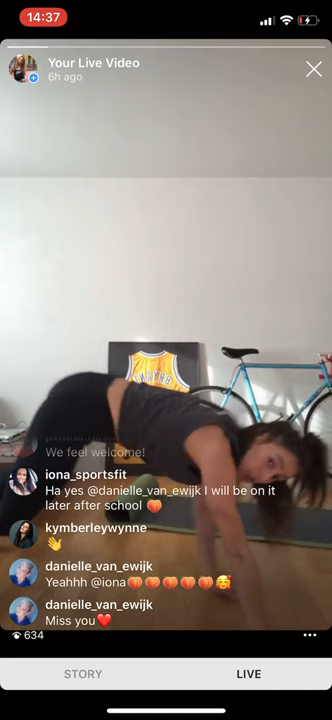 14:37
Your Live Video
6h ago
We feel welcome!
iona_sportsfit
Ha yes @danielle_van_ewijk I will be on it
later after school 🍑
kymberleywynne
👋
danielle_van_ewijk
Yeahhh @iona🍑🍑🍑🍑🍑🥰
danielle_van_ewijk
Miss you❤️
634
STORY
LIVE